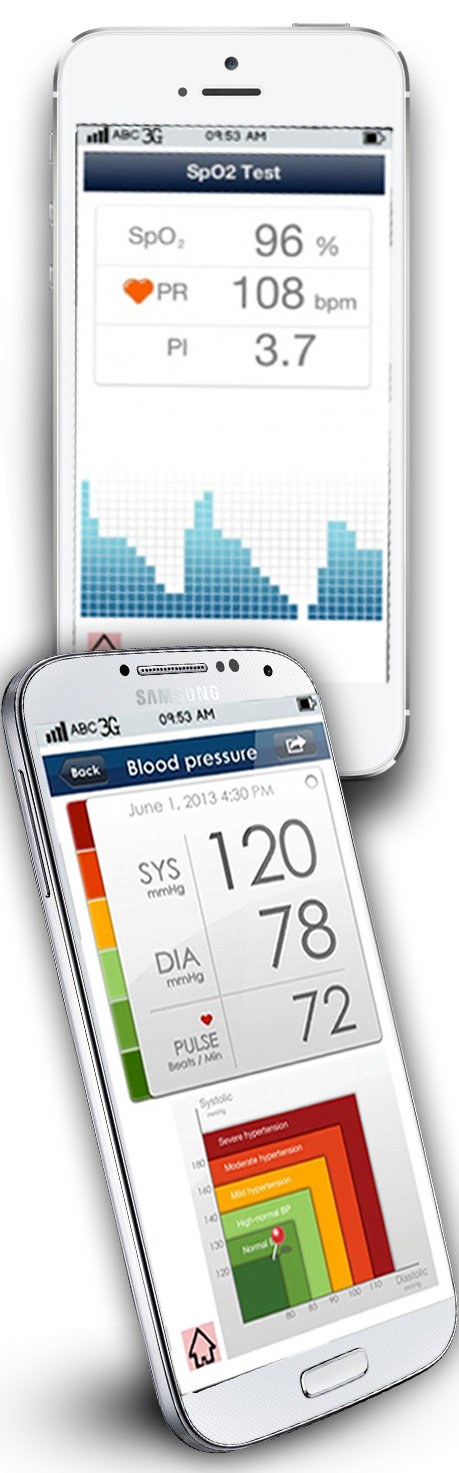 ABC 3G 09:53 AM
SpO2 Test
SpO₂ 96 %
PR 108 bpm
PI 3.7
SAMSUNG
ABC 3G 09:53 AM
Back Blood pressure
June 1, 2013 4:30 PM
SYS 120
mmHg
DIA 78
mmHg
PULSE 72
Beats / Min
Systolic
Severe hypertension
180
Moderate hypertension
160
Mild hypertension
140
High-normal BP
130
Normal
120
80 85 90 100 110
Diastolic